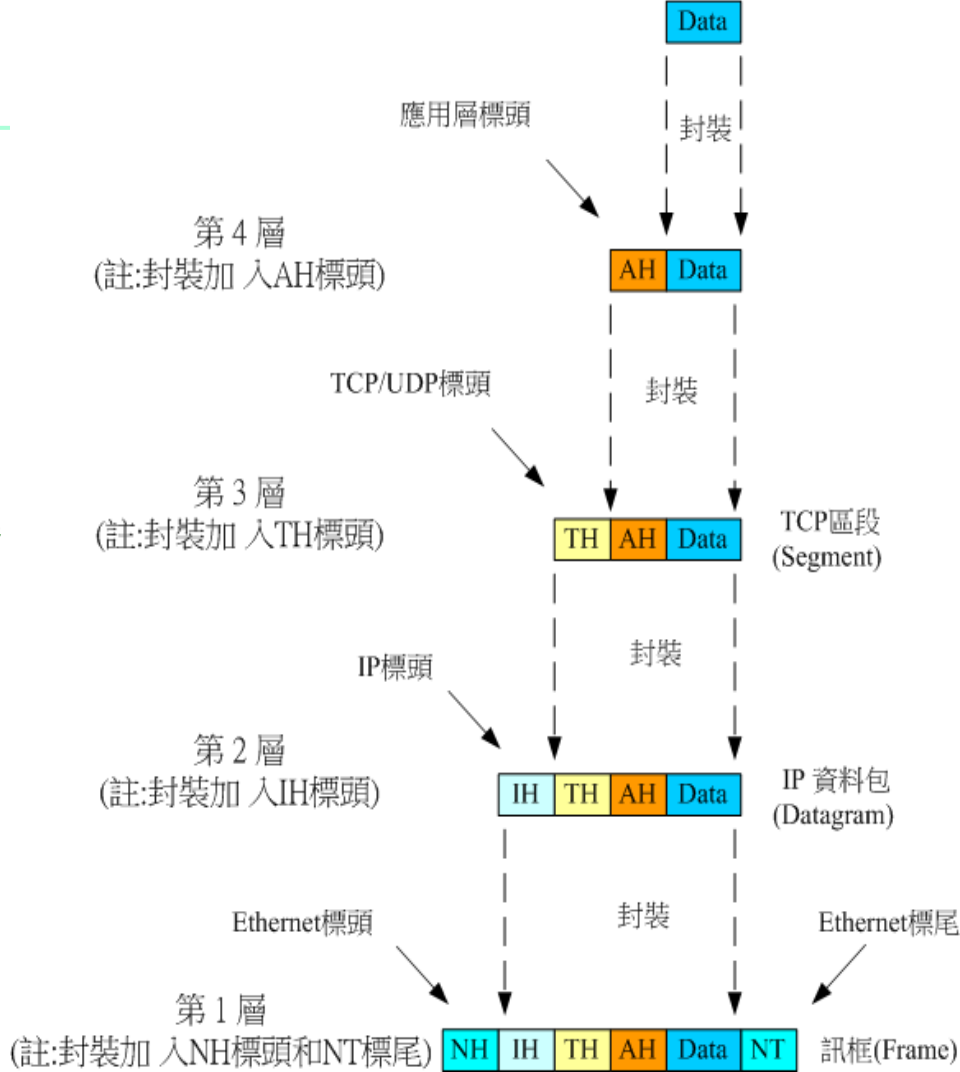 Data
應用層標頭
封裝
第 4 層
(註:封裝加 入AH標頭)
AH Data
TCP/UDP標頭
封裝
第 3 層
(註:封裝加 入TH標頭)
TH AH Data
TCP區段
(Segment)
IP標頭
封裝
第 2 層
(註:封裝加 入IH標頭)
IH TH AH Data
IP 資料包
(Datagram)
Ethernet標頭
封裝
Ethernet標尾
第 1 層
(註:封裝加 入NH標頭和NT標尾)
NH IH TH AH Data NT
訊框(Frame)